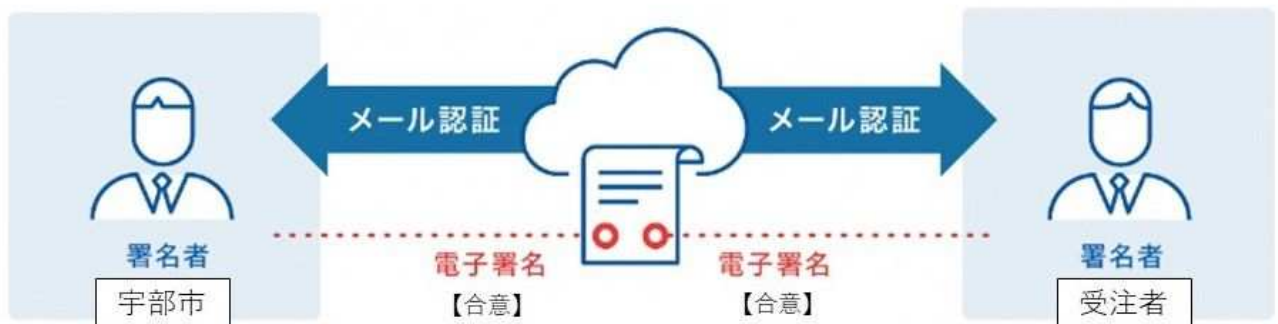 メール認証
メール認証
署名者
宇部市
電子署名
【合意】
電子署名
【合意】
署名者
受注者